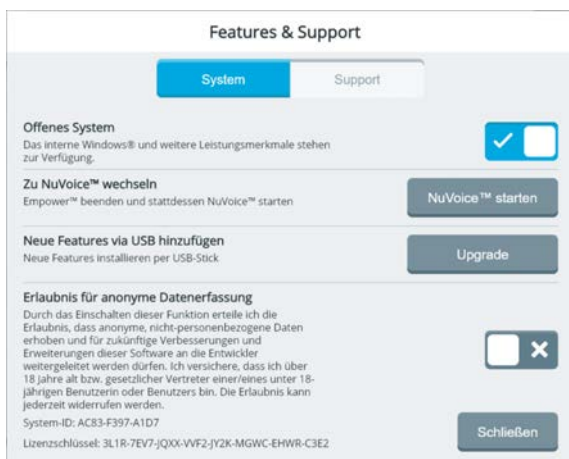 Features & Support
System
Support
Offenes System
Das interne Windows® und weitere Leistungsmerkmale stehen
zur Verfügung.
Zu NuVoice™ wechseln
Empower™ beenden und stattdessen NuVoice™ starten
NuVoice™ starten
Neue Features via USB hinzufügen
Neue Features installieren per USB-Stick
Upgrade
Erlaubnis für anonyme Datenerfassung
Durch das Einschalten dieser Funktion erteile ich die
Erlaubnis, dass anonyme, nicht-personenbezogene Daten
erhoben und für zukünftige Verbesserungen und
Erweiterungen dieser Software an die Entwickler
weitergeleitet werden dürfen. Ich versichere, dass ich über
18 Jahre alt bzw. gesetzlicher Vertreter einer/eines unter 18-
jährigen Benutzerin oder Benutzers bin. Die Erlaubnis kann
jederzeit widerrufen werden.
System-ID: AC83-F397-A1D7
Lizenzschlüssel: 3L1R-7EV7-JQXX-VVF2-JY2K-MGWC-EHWR-C3E2
Schließen